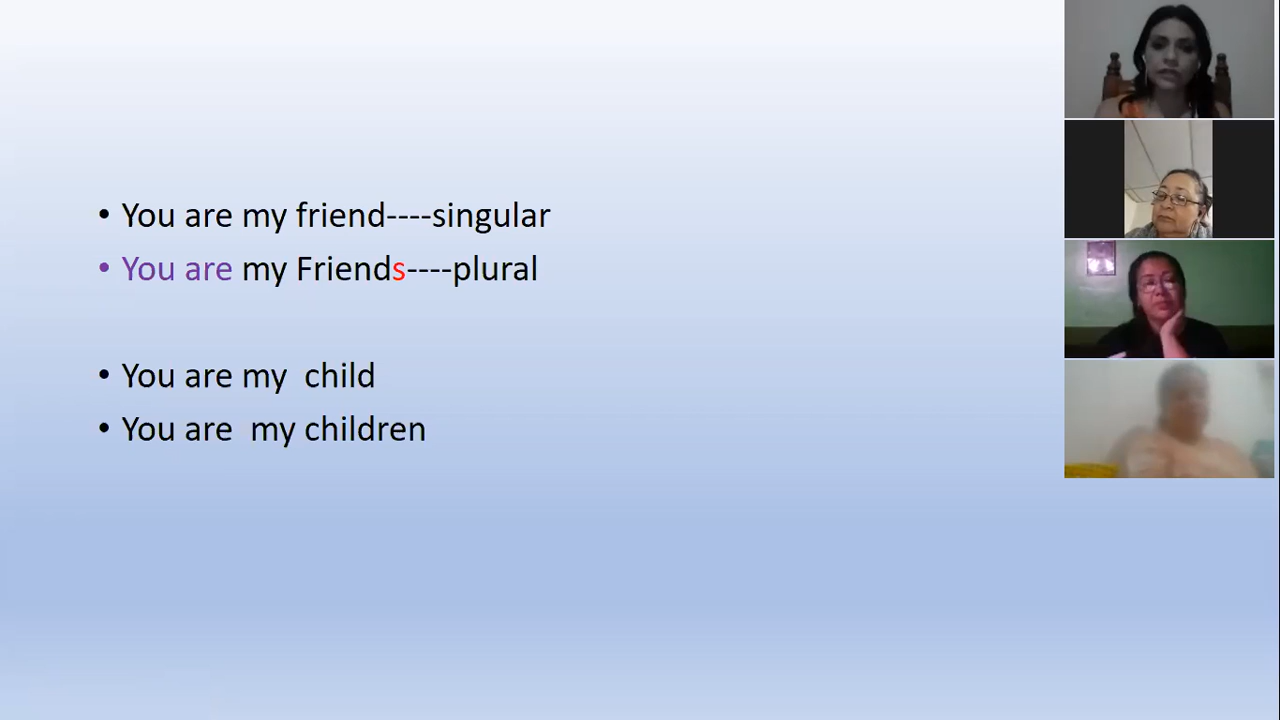 • You are my friend----singular
• You are my Friends----plural
• You are my  child
• You are  my children